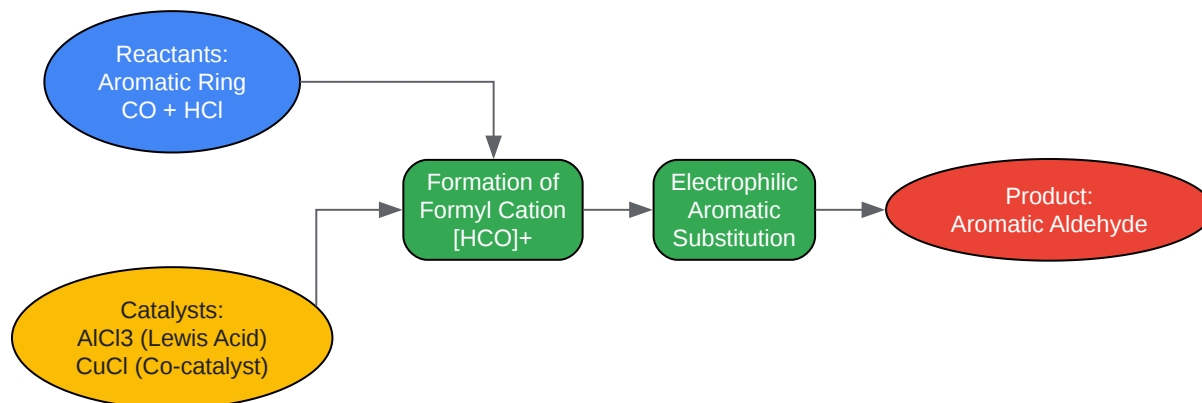 Reactants:
Aromatic Ring
CO + HCl
Catalysts:
AlCl3 (Lewis Acid)
CuCl (Co-catalyst)
Formation of
Formyl Cation
[HCO]+
Electrophilic
Aromatic
Substitution
Product:
Aromatic Aldehyde